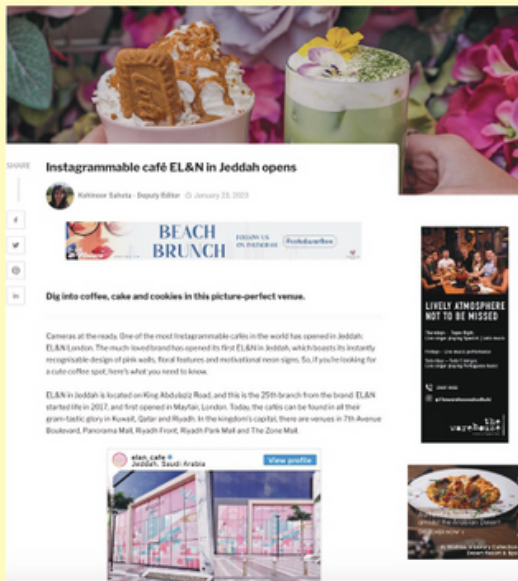 SHARE
Instagrammable café EL&N in Jeddah opens
Kohinoor Sahota - Deputy Editor January 23, 2023
BEACH
BRUNCH
FOLLOW US
ON INSTAGRAM
Dig into coffee, cake and cookies in this picture-perfect venue.
Cameras at the ready. One of the most Instagrammable cafés in the world has opened in Jeddah:
EL&N London. The much loved brand has opened its first EL&N in Jeddah, which boasts its instantly
recognisable design of pink walls, floral features and motivational neon signs. So, if you're looking for
a cute coffee spot, here's what you need to know.
EL&N in Jeddah is located on King Abdulaziz Road, and this is the 25th branch from the brand. EL&N
started life in 2017, and first opened in Mayfair, London. Today, the cafés can be found in all their
gram-tastic glory in Kuwait, Qatar and Riyadh. In the kingdom's capital, there are venues in 7th Avenue
Boulevard, Panorama Mall, Riyadh Front, Riyadh Park Mall and The Zone Mall.
elan_cafe
Jeddah, Saudi Arabia
View profile
LIVELY ATMOSPHERE
NOT TO BE MISSED
the
warehouse